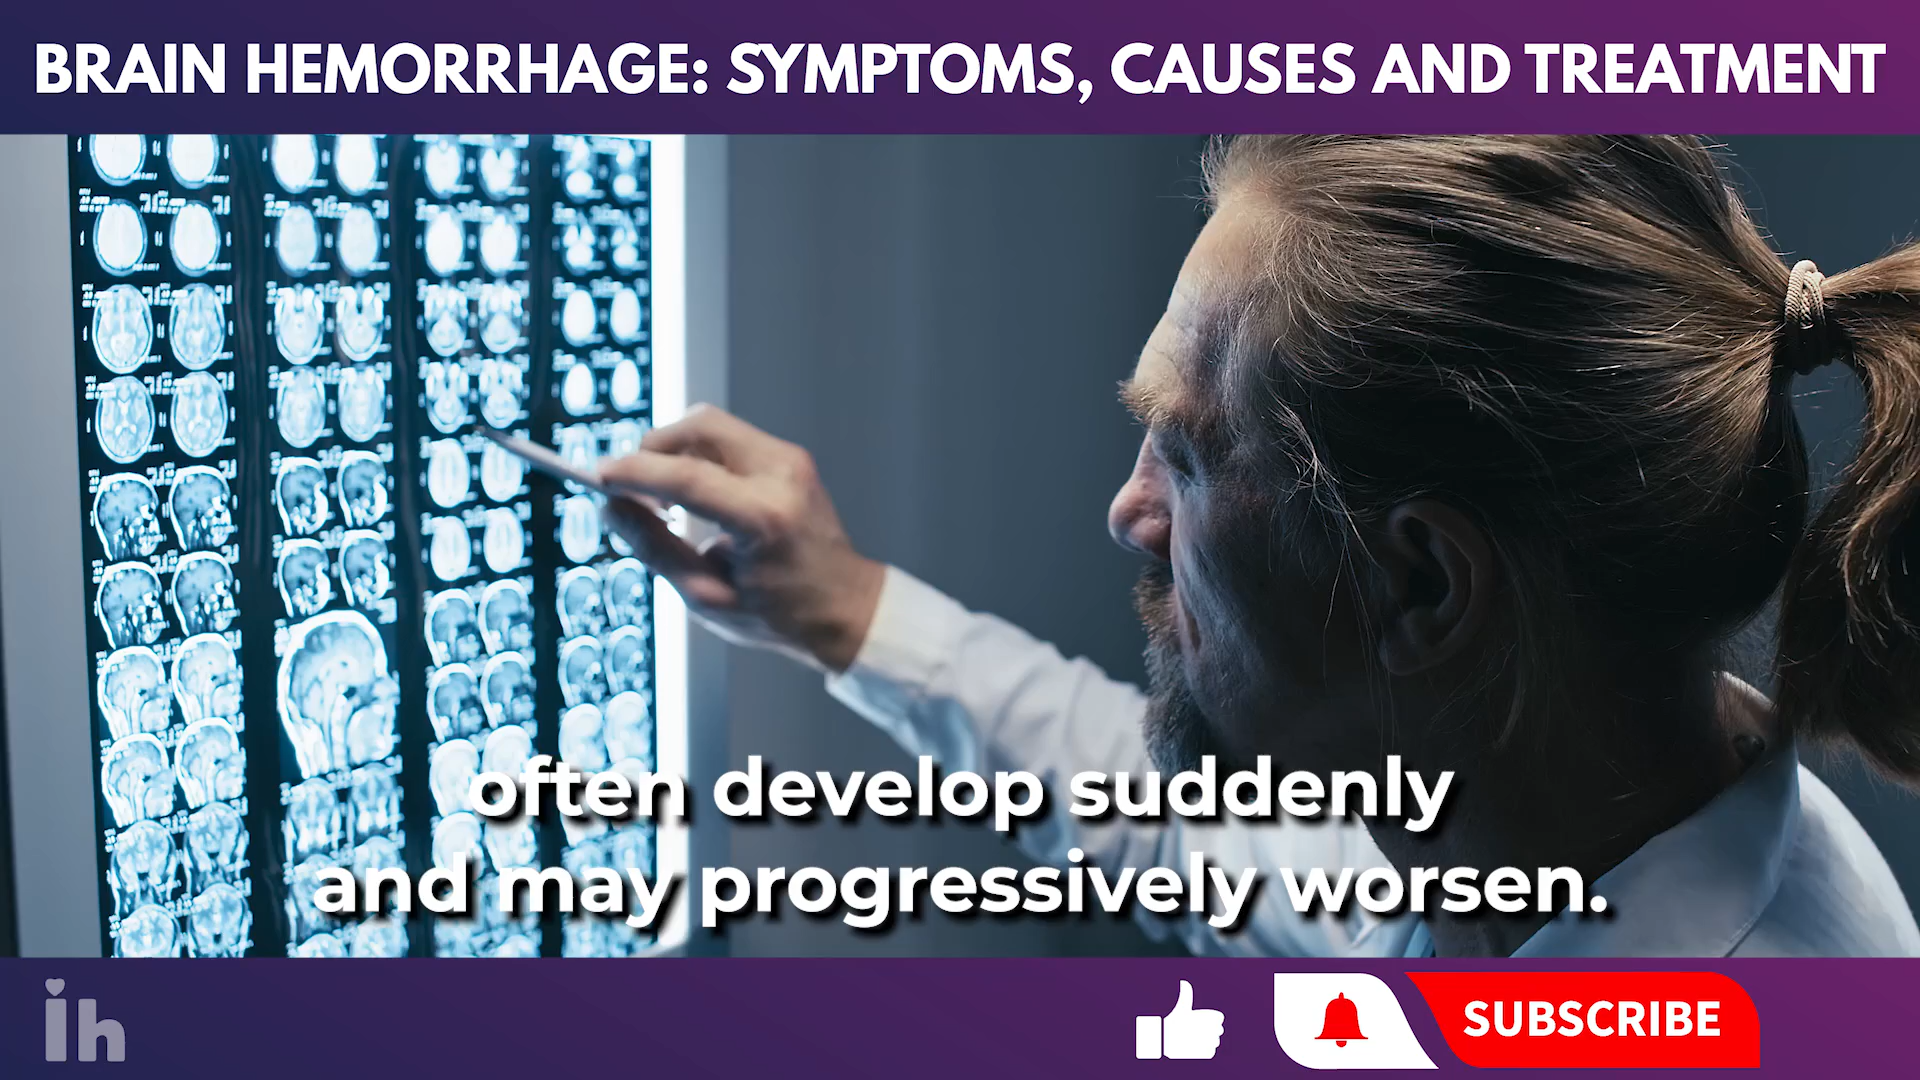 BRAIN HEMORRHAGE: SYMPTOMS, CAUSES AND TREATMENT
often develop suddenly
and may progressively worsen.
ih
SUBSCRIBE